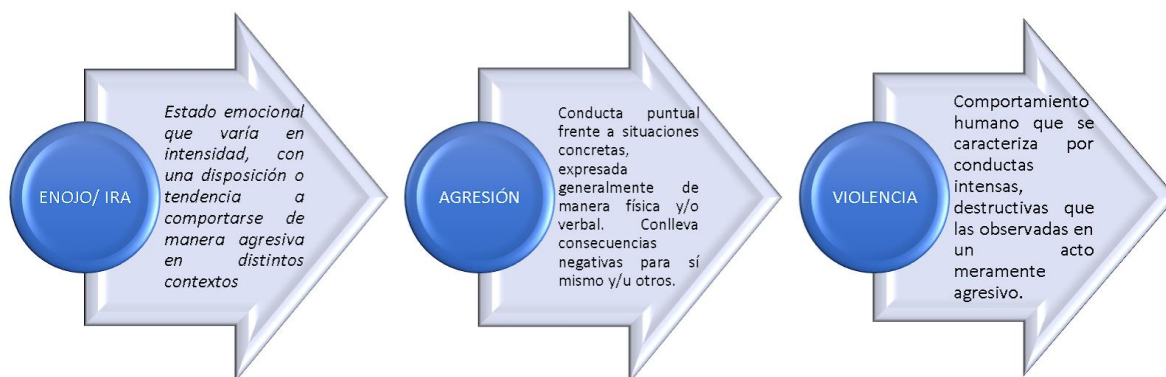 ENOJO/ IRA
Estado emocional
que varía en
intensidad, con
una disposición o
tendencia a
comportarse de
manera agresiva
en distintos
contextos
AGRESIÓN
Conducta puntual
frente a situaciones
concretas,
expresada
generalmente de
manera física y/o
verbal. Conlleva
consecuencias
negativas para sí
mismo y/u otros.
VIOLENCIA
Comportamiento
humano que se
caracteriza por
conductas
intensas,
destructivas que
las observadas en
un acto
meramente
agresivo.